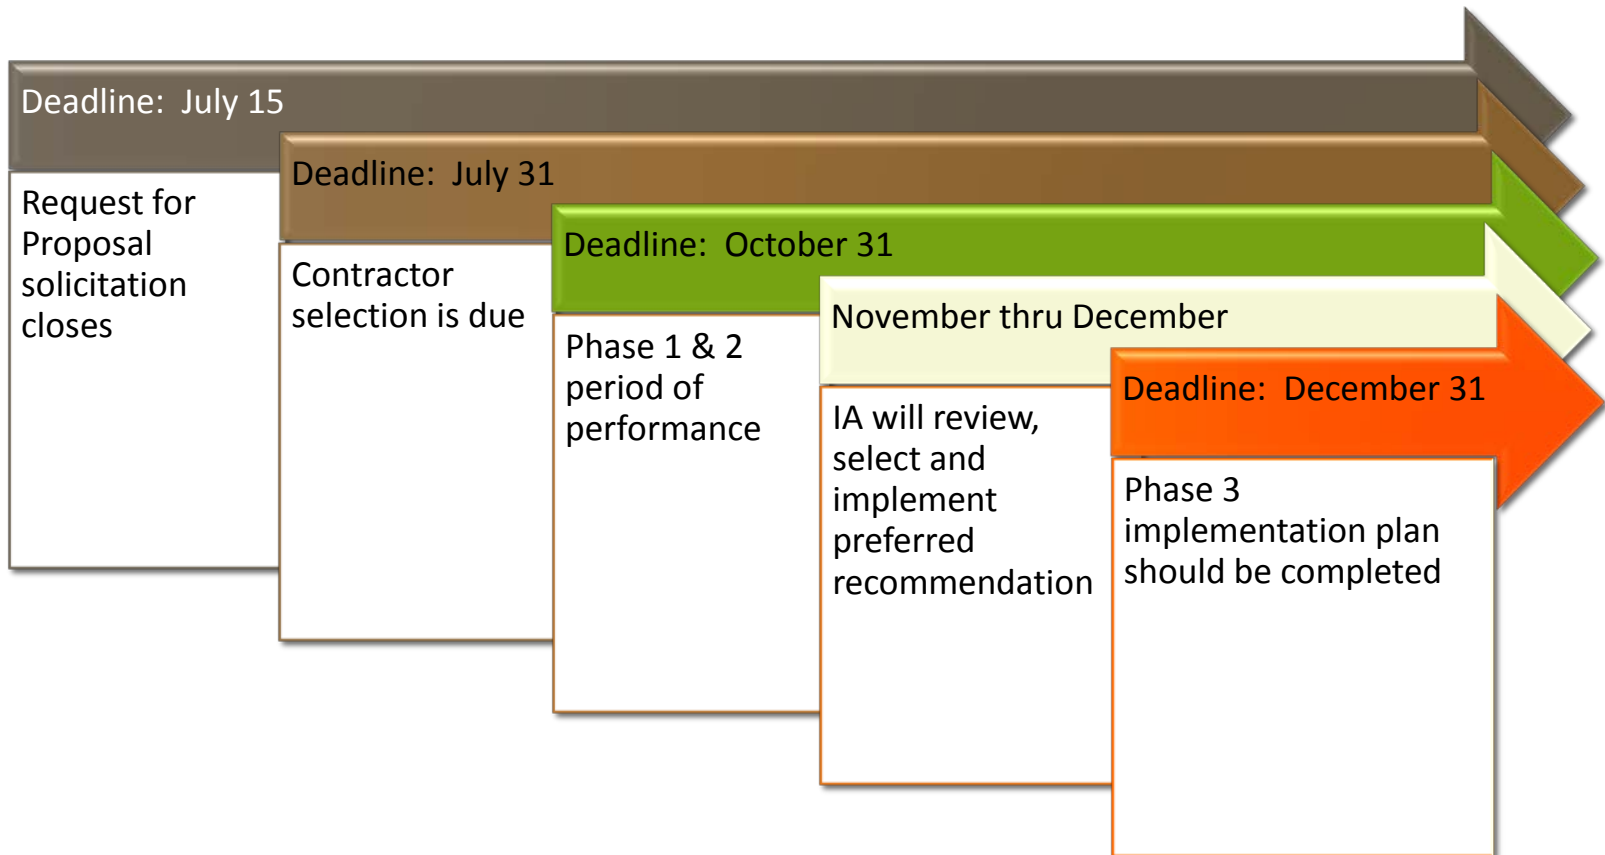 Deadline:  July 15
Request for
Proposal
solicitation
closes
Deadline:  July 31
Contractor
selection is due
Deadline:  October 31
Phase 1 & 2
period of
performance
November thru December
IA will review,
select and
implement
preferred
recommendation
Deadline:  December 31
Phase 3
implementation plan
should be completed